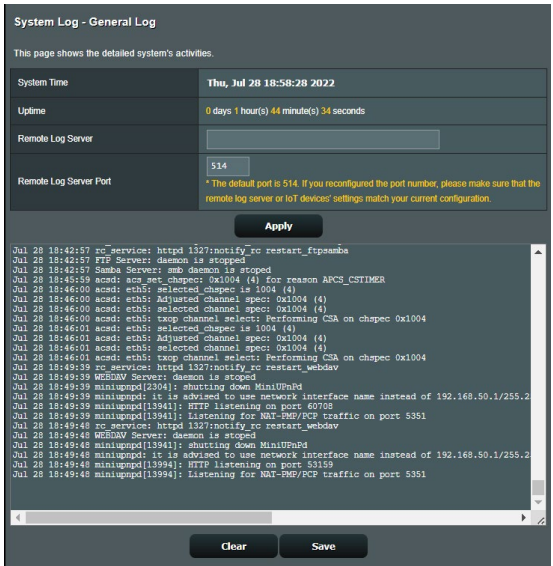 System Log - General Log
This page shows the detailed system's activities.
System Time
Thu, Jul 28 18:58:28 2022
Uptime
0 days 1 hour(s) 44 minute(s) 34 seconds
Remote Log Server
Remote Log Server Port
514
* The default port is 514. If you reconfigured the port number, please make sure that the
remote log server or IoT devices' settings match your current configuration.
Apply
Jul 28 18:42:57 rc_service: httpd 1327:notify_rc restart_ftpsamba
Jul 28 18:42:57 FTP Server: daemon is stopped
Jul 28 18:42:57 Samba Server: smb daemon is stoped
Jul 28 18:45:59 acsd: acs_set_chspec: 0x1004 (4) for reason APCS_CSTIMER
Jul 28 18:46:00 acsd: eth5: selected_chspec is 1004 (4)
Jul 28 18:46:00 acsd: eth5: Adjusted channel spec: 0x1004 (4)
Jul 28 18:46:00 acsd: eth5: selected channel spec: 0x1004 (4)
Jul 28 18:46:00 acsd: eth5: txop channel select: Performing CSA on chspec 0x1004
Jul 28 18:46:01 acsd: eth5: selected_chspec is 1004 (4)
Jul 28 18:46:01 acsd: eth5: Adjusted channel spec: 0x1004 (4)
Jul 28 18:46:01 acsd: eth5: selected channel spec: 0x1004 (4)
Jul 28 18:46:01 acsd: eth5: txop channel select: Performing CSA on chspec 0x1004
Jul 28 18:49:39 rc_service: httpd 1327:notify_rc restart_webdav
Jul 28 18:49:39 WEBDAV Server: daemon is stoped
Jul 28 18:49:39 miniupnpd[2304]: shutting down MiniUPnPd
Jul 28 18:49:39 miniupnpd: it is advised to use network interface name instead of 192.168.50.1/255.2
Jul 28 18:49:39 miniupnpd[13941]: HTTP listening on port 60708
Jul 28 18:49:39 miniupnpd[13941]: Listening for NAT-PMP/PCP traffic on port 5351
Jul 28 18:49:48 rc_service: httpd 1327:notify_rc restart_webdav
Jul 28 18:49:48 WEBDAV Server: daemon is stoped
Jul 28 18:49:48 miniupnpd[13941]: shutting down MiniUPnPd
Jul 28 18:49:48 miniupnpd: it is advised to use network interface name instead of 192.168.50.1/255.2
Jul 28 18:49:48 miniupnpd[13994]: HTTP listening on port 53159
Jul 28 18:49:48 miniupnpd[13994]: Listening for NAT-PMP/PCP traffic on port 5351
Clear
Save